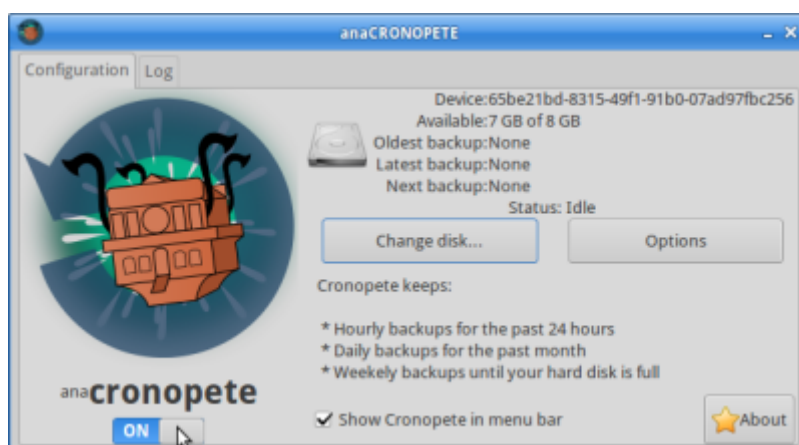 anaCRONOPETE
Configuration
Log
Device:65be21bd-8315-49f1-91b0-07ad97fbc256
Available:7 GB of 8 GB
Oldest backup:None
Latest backup:None
Next backup:None
Status: Idle
Change disk...
Options
Cronopete keeps:
* Hourly backups for the past 24 hours
* Daily backups for the past month
* Weekely backups until your hard disk is full
anacronopete
ON
Show Cronopete in menu bar
About